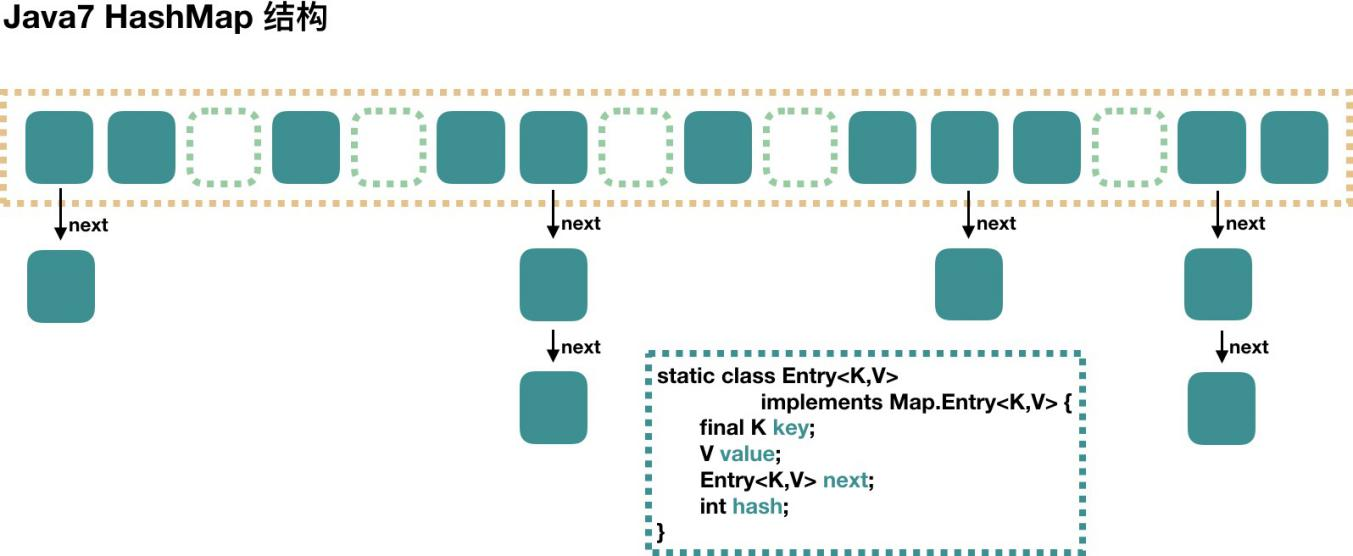 Java7 HashMap 结构
next
next
next
next
next
next
static class Entry<K,V>
implements Map.Entry<K,V> {
final K key;
V value;
Entry<K,V> next;
int hash;
}